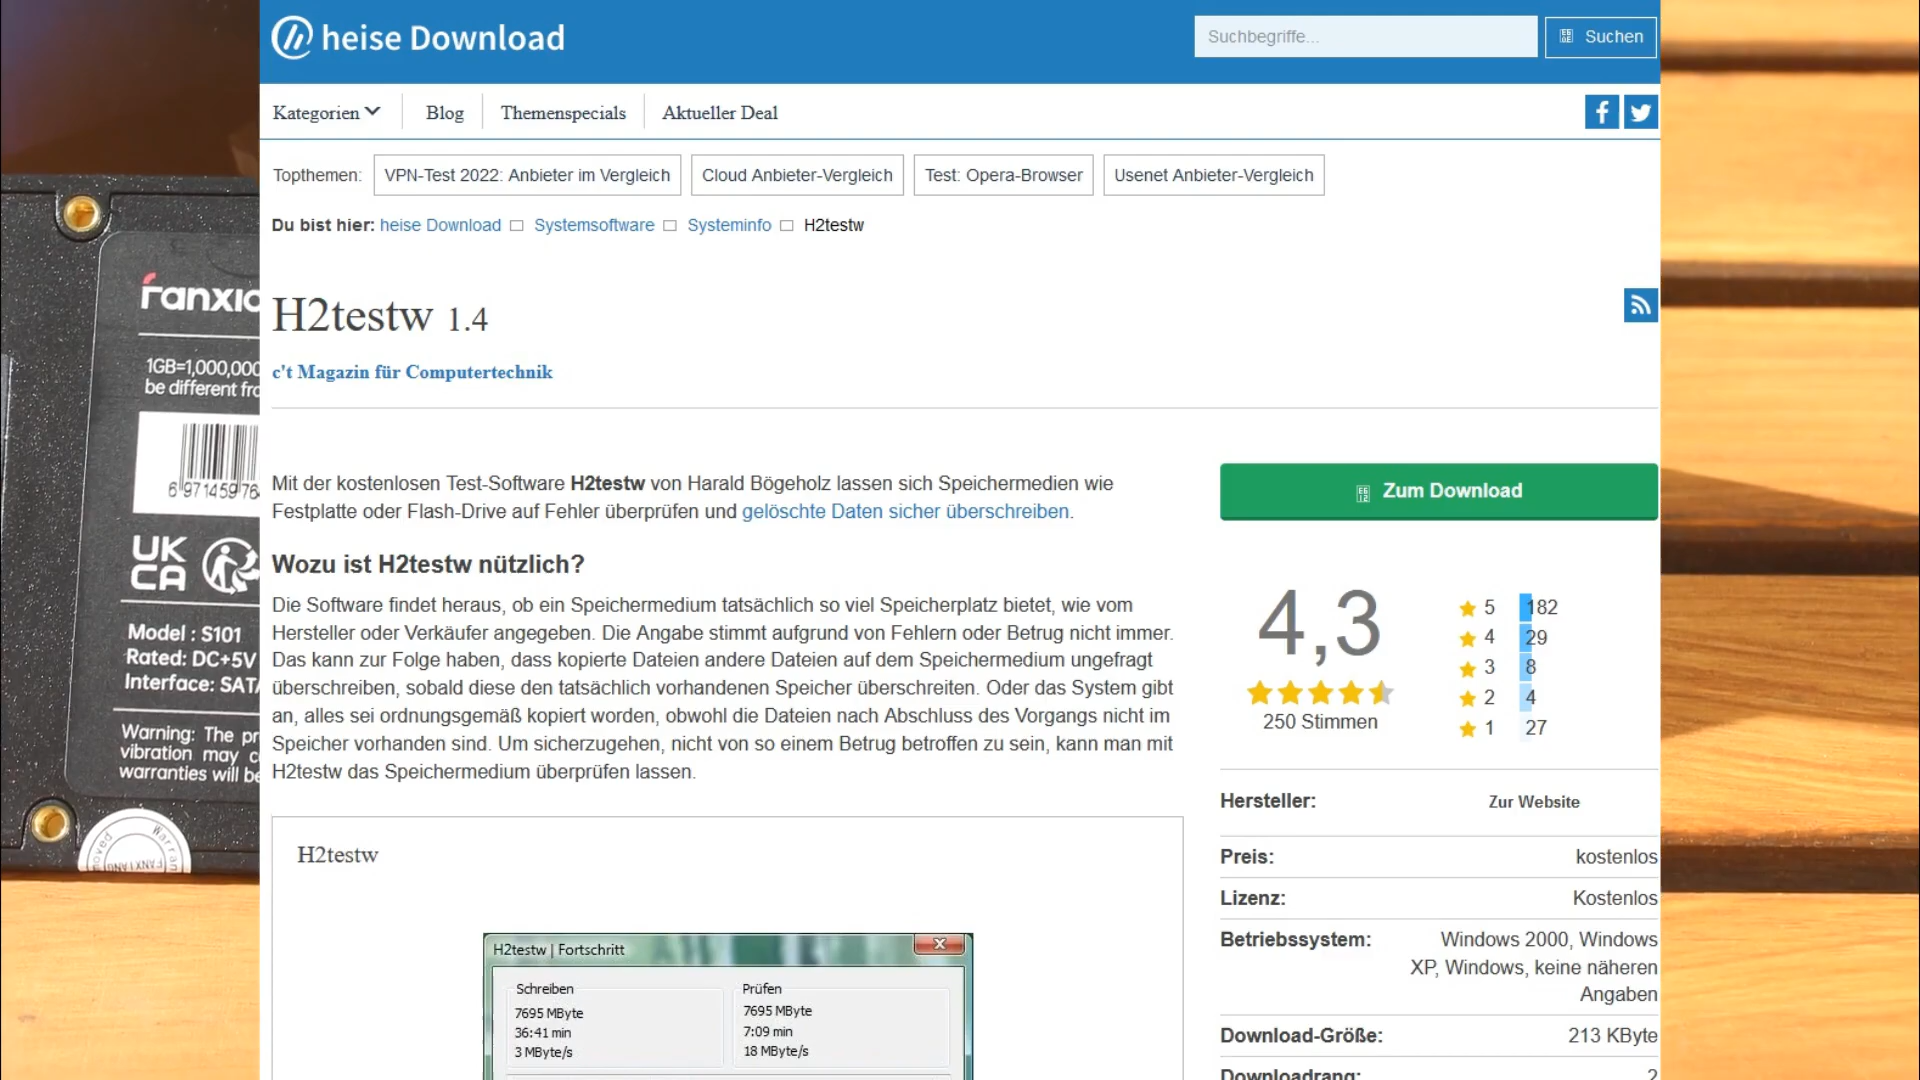 heise Download
Suchbegriffe...
Suchen
Kategorien
Blog
Themenspecials
Aktueller Deal
Topthemen:
VPN-Test 2022: Anbieter im Vergleich
Cloud Anbieter-Vergleich
Test: Opera-Browser
Usenet Anbieter-Vergleich
Du bist hier: heise Download Systemsoftware Systeminfo H2testw
H2testw 1.4
c't Magazin für Computertechnik
Mit der kostenlosen Test-Software H2testw von Harald Bögeholz lassen sich Speichermedien wie
Festplatte oder Flash-Drive auf Fehler überprüfen und gelöschte Daten sicher überschreiben.
Wozu ist H2testw nützlich?
Die Software findet heraus, ob ein Speichermedium tatsächlich so viel Speicherplatz bietet, wie vom
Hersteller oder Verkäufer angegeben. Die Angabe stimmt aufgrund von Fehlern oder Betrug nicht immer.
Das kann zur Folge haben, dass kopierte Dateien andere Dateien auf dem Speichermedium ungefragt
überschreiben, sobald diese den tatsächlich vorhandenen Speicher überschreiten. Oder das System gibt
an, alles sei ordnungsgemäß kopiert worden, obwohl die Dateien nach Abschluss des Vorgangs nicht im
Speicher vorhanden sind. Um sicherzugehen, nicht von so einem Betrug betroffen zu sein, kann man mit
H2testw das Speichermedium überprüfen lassen.
H2testw
H2testw | Fortschritt
Schreiben
7695 MByte
36:41 min
3 MByte/s
Prüfen
7695 MByte
7:09 min
18 MByte/s
Zum Download
4,3
250 Stimmen
5 182
4 29
3 8
2 4
1 27
Hersteller: Zur Website
Preis: kostenlos
Lizenz: Kostenlos
Betriebssystem: Windows 2000, Windows
XP, Windows, keine näheren
Angaben
Download-Größe: 213 KByte
Downloadrang: 2
fanxia
1GB=1,000,000
be different fro
6 971459 76
UK
CA
Model : S101
Rated: DC+5V
Interface: SATA
Warning: The pr
vibration may c
warranties will be